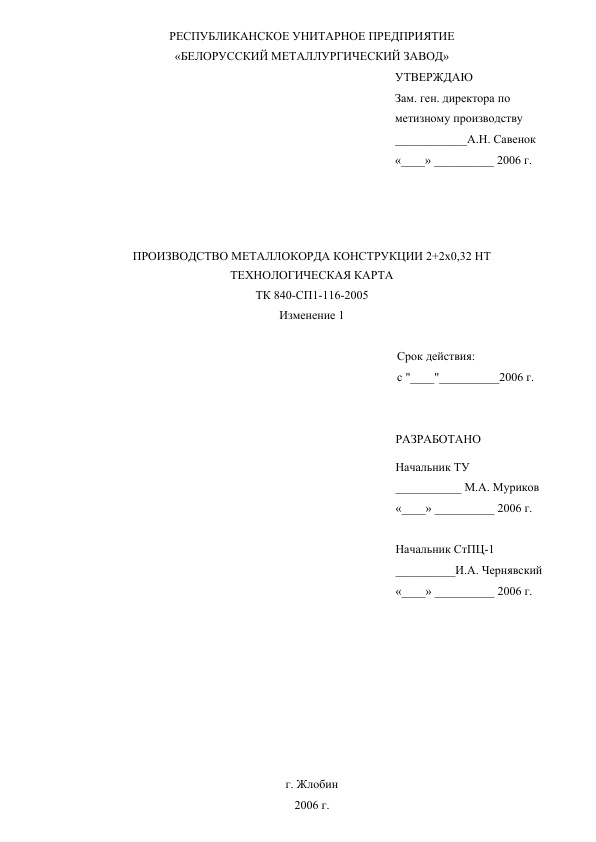 РЕСПУБЛИКАНСКОЕ УНИТАРНОЕ ПРЕДПРИЯТИЕ
«БЕЛОРУССКИЙ МЕТАЛЛУРГИЧЕСКИЙ ЗАВОД»
УТВЕРЖДАЮ
Зам. ген. директора по
метизному производству
____________А.Н. Савенок
«____» __________ 2006 г.
ПРОИЗВОДСТВО МЕТАЛЛОКОРДА КОНСТРУКЦИИ 2+2х0,32 НТ
ТЕХНОЛОГИЧЕСКАЯ КАРТА
ТК 840-СП1-116-2005
Изменение 1
Срок действия:
с "____"__________2006 г.
РАЗРАБОТАНО
Начальник ТУ
___________ М.А. Муриков
«____» __________ 2006 г.
Начальник СтПЦ-1
__________И.А. Чернявский
«____» __________ 2006 г.
г. Жлобин
2006 г.